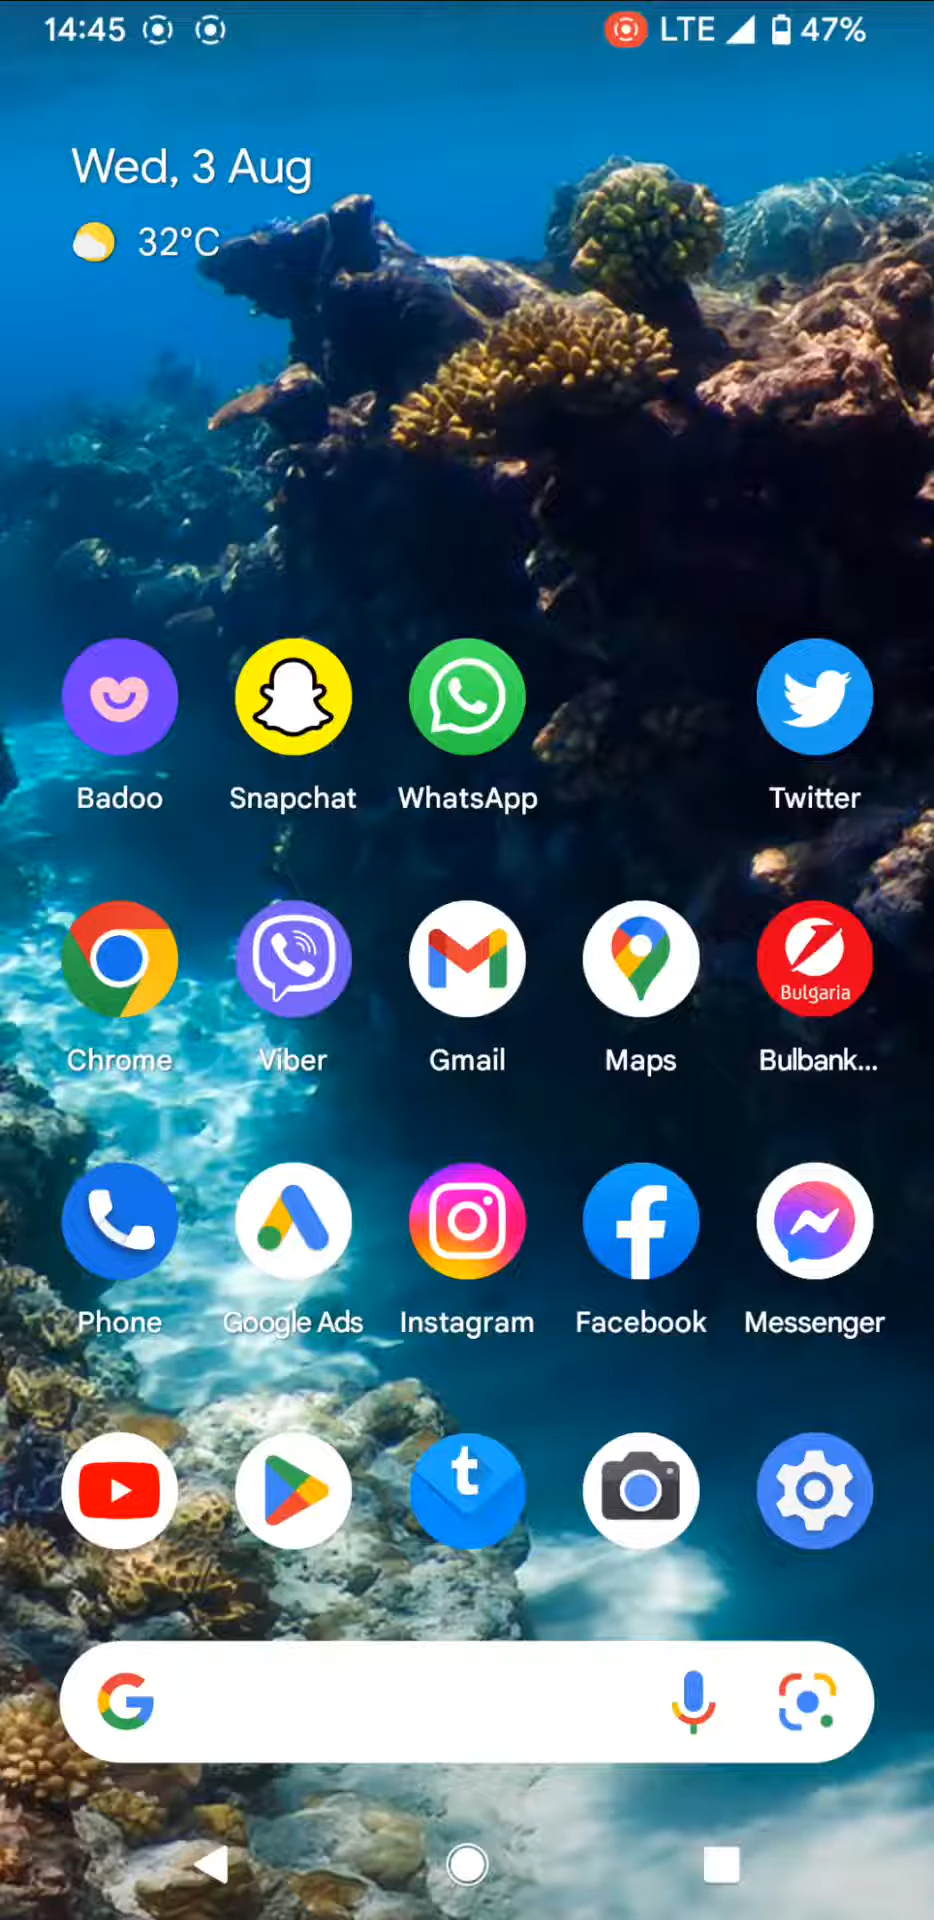 14:45 LTE 47%
Wed, 3 Aug
32°C
Badoo Snapchat WhatsApp Twitter
Bulgaria
Chrome Viber Gmail Maps Bulbank...
Phone Google Ads Instagram Facebook Messenger
t